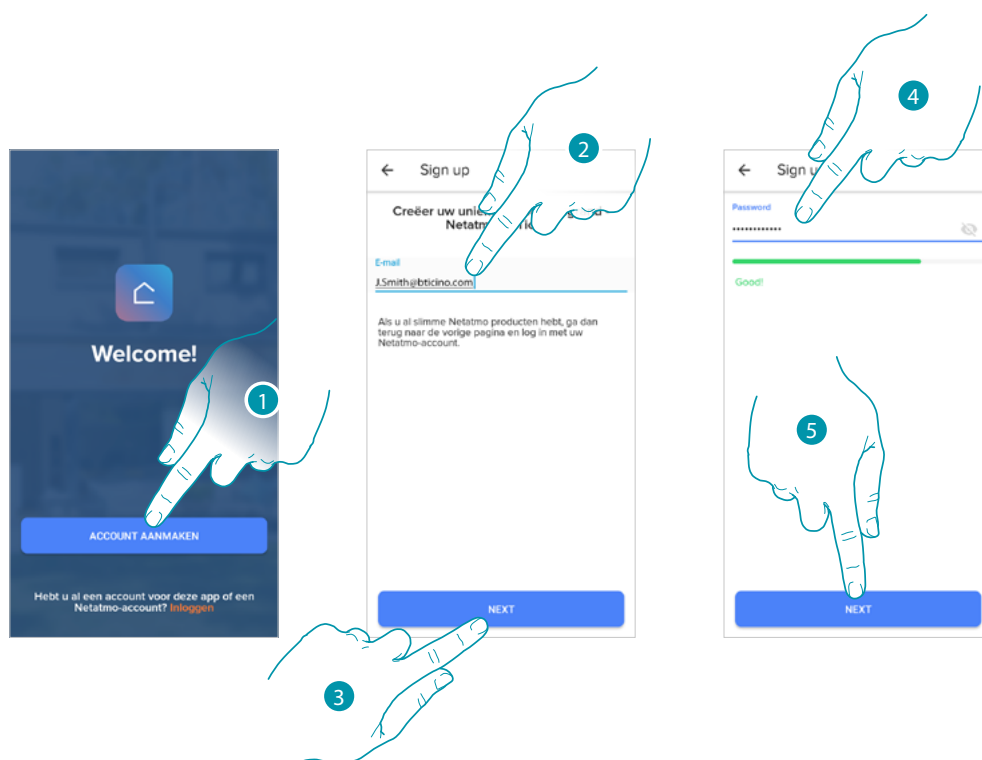 Welcome!
1
ACCOUNT AANMAKEN
Hebt u al een account voor deze app of een
Netatmo-account? Inloggen
2
Sign up
Creëer uw
E-mail
J.Smith@bticino.com
Als u al slimme Netatmo producten hebt, ga dan
terug naar de vorige pagina en log in met uw
Netatmo-account.
NEXT
3
4
Sign
Password
••••••••••••
Good!
5
NEXT